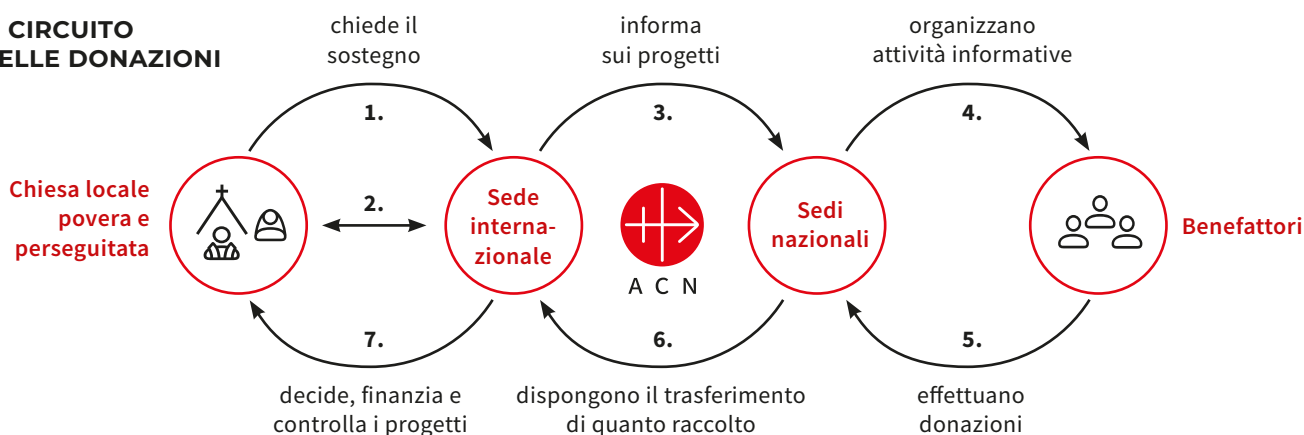 CIRCUITO
ELLE DONAZIONI
chiede il
sostegno
informa
sui progetti
organizzano
attività informative
1.
3.
4.
Chiesa locale
povera e
perseguitata
2.
Sede
interna-
zionale
A C N
Sedi
nazionali
Benefattori
7.
6.
5.
decide, finanzia e
controlla i progetti
dispongono il trasferimento
di quanto raccolto
effettuano
donazioni